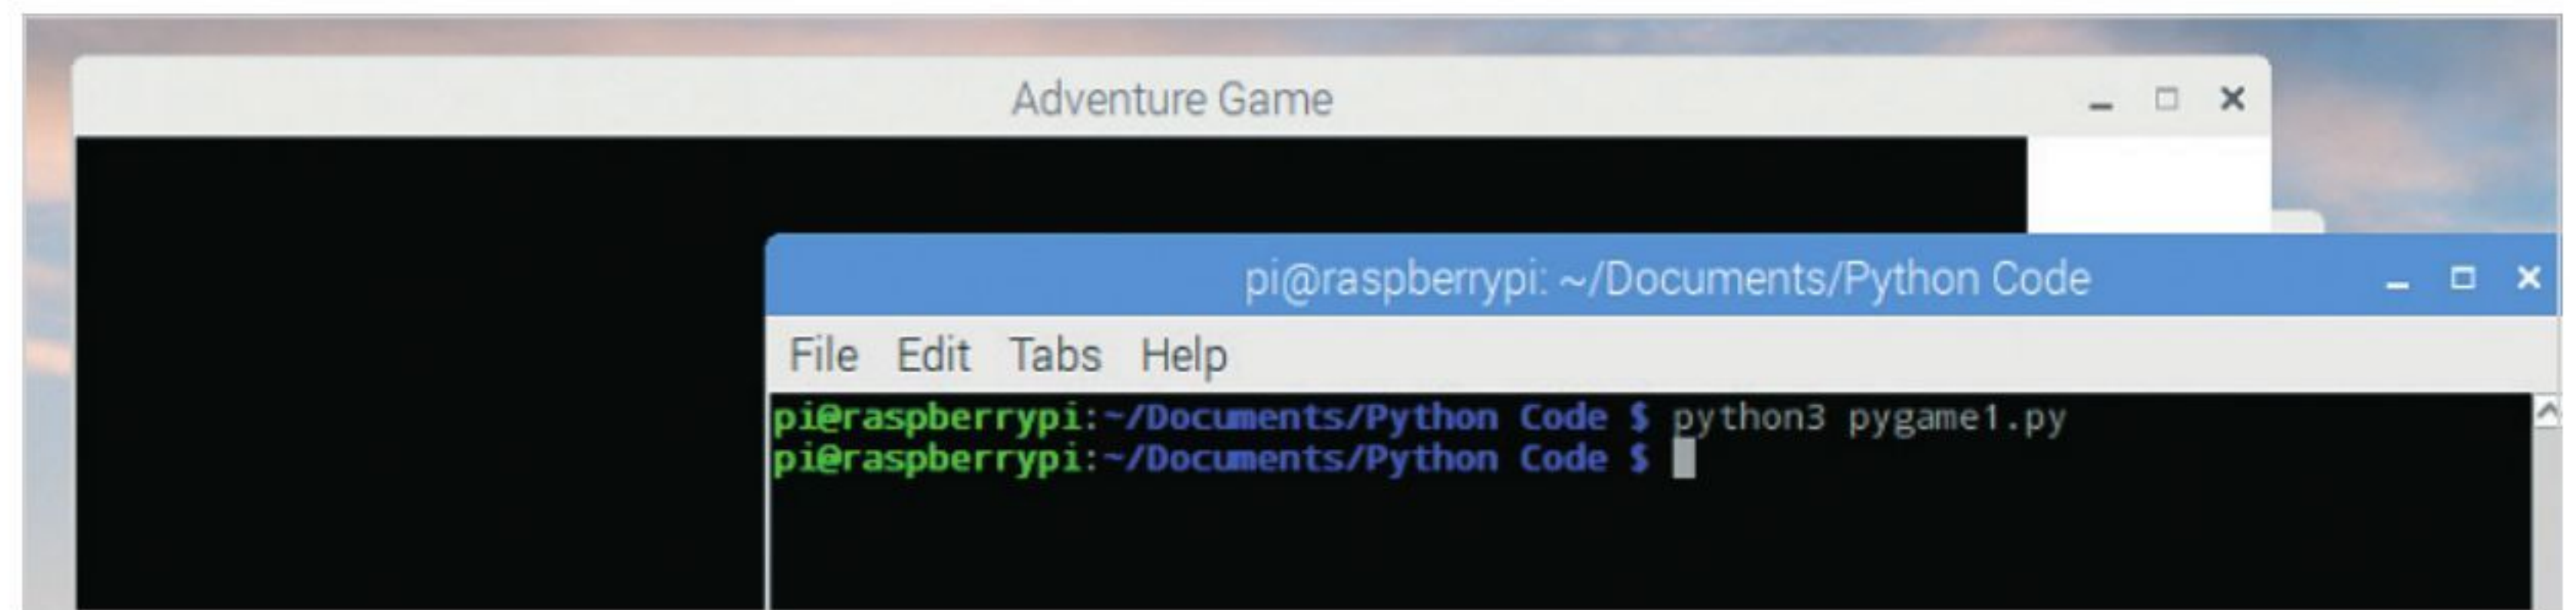 Adventure Game
pi@raspberrypi: ~/Documents/Python Code
File Edit Tabs Help
pi@raspberrypi:~/Documents/Python Code $ python3 pygame1.py
pi@raspberrypi:~/Documents/Python Code $